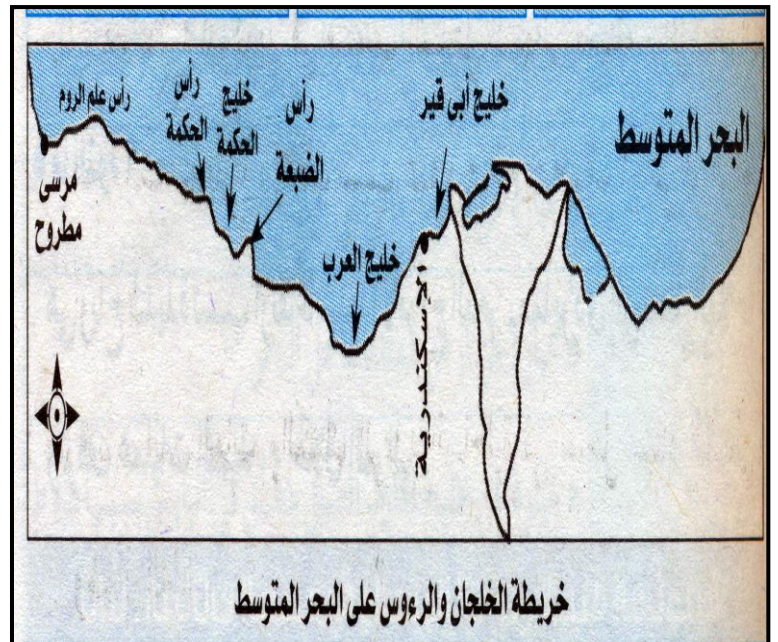 البحر المتوسط
خليج أبى قير
رأس
الضبعة
خليج
الحكمة
رأس
الحكمة
رأس علم الروم
مرسى
مطروح
خليج العرب
الإسكندرية
خريطة الخلجان والرءوس على البحر المتوسط